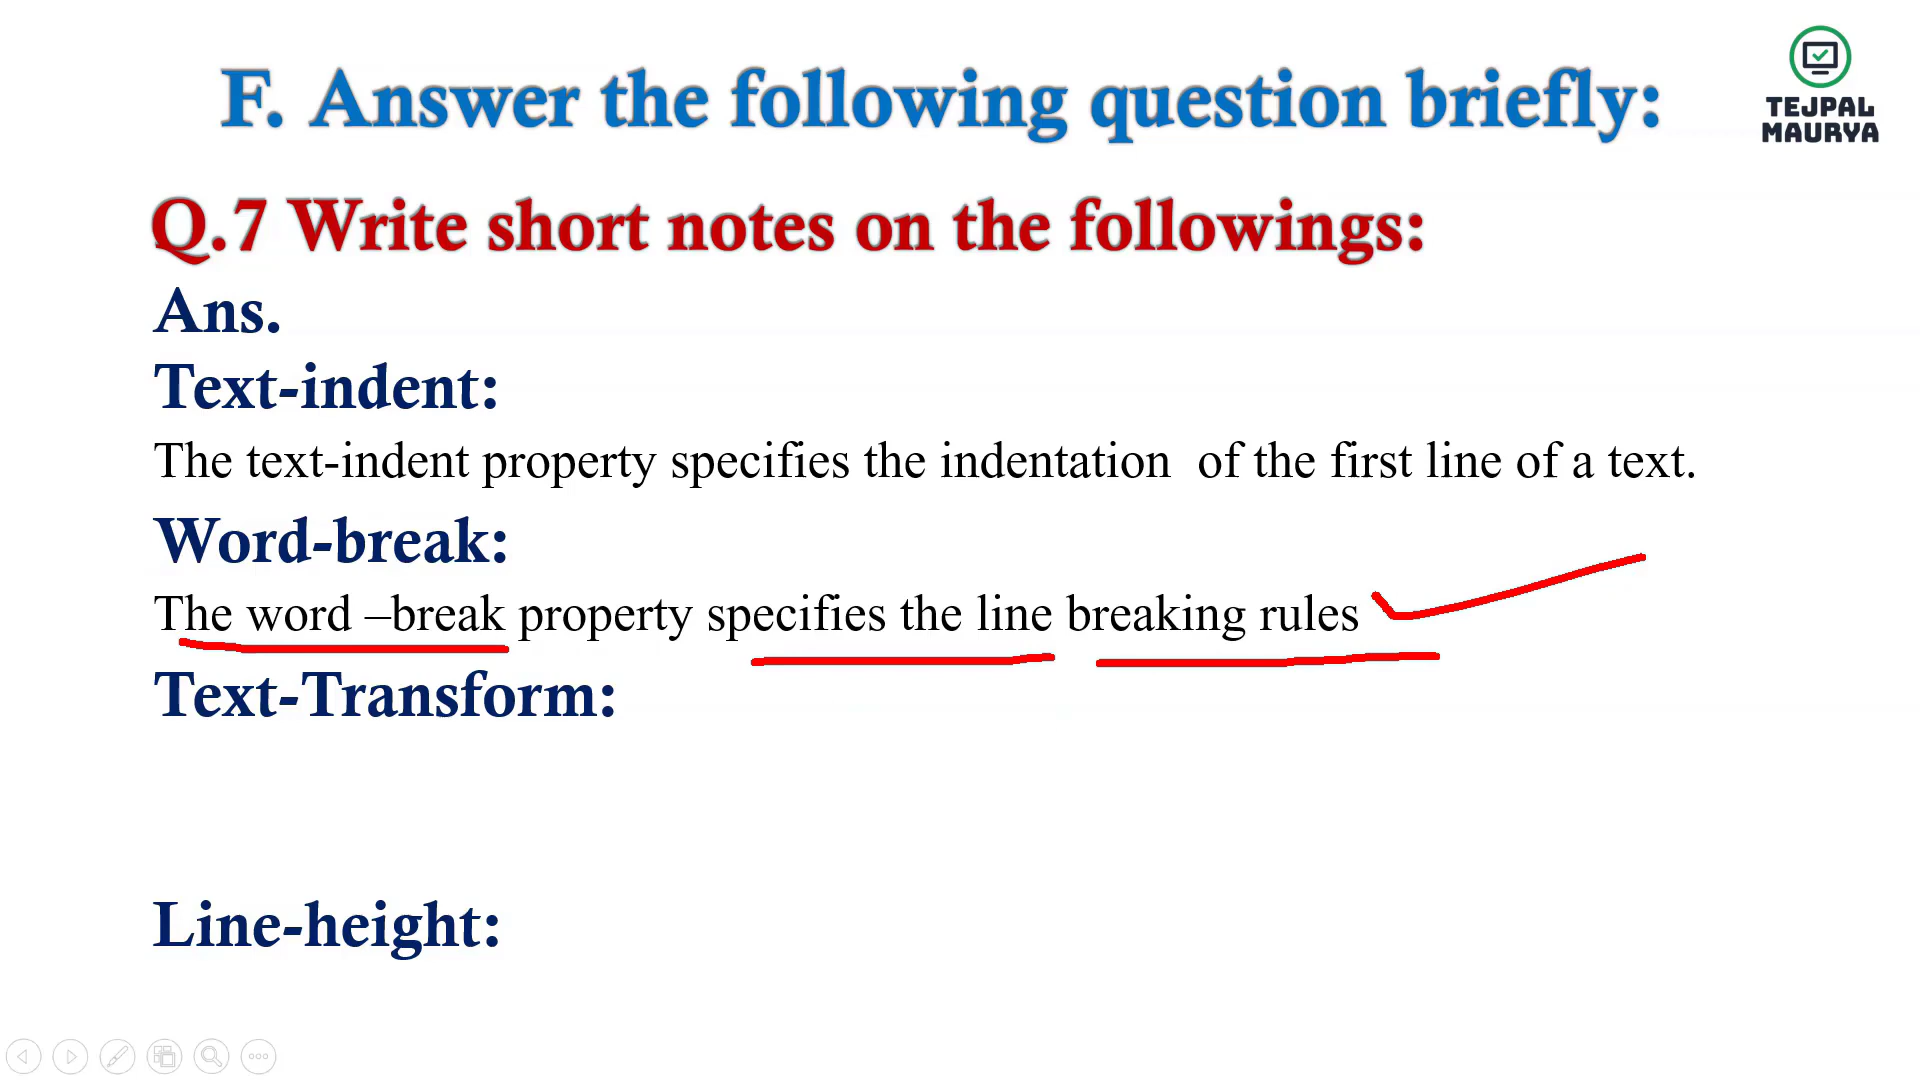 F. Answer the following question briefly:
TEJPAL
MAURYA
Q.7 Write short notes on the followings:
Ans.
Text-indent:
The text-indent property specifies the indentation  of the first line of a text.
Word-break:
The word –break property specifies the line breaking rules
Text-Transform:
Line-height: